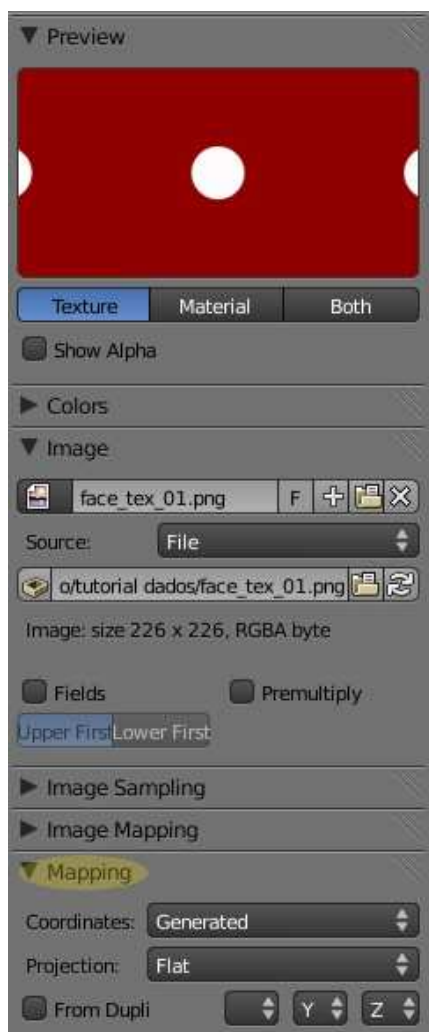 Preview
Texture Material Both
Show Alpha
Colors
Image
face_tex_01.png F
Source: File
o/tutorial dados/face_tex_01.png
Image: size 226 x 226, RGBA byte
Fields Premultiply
Upper First Lower First
Image Sampling
Image Mapping
Mapping
Coordinates: Generated
Projection: Flat
From Dupli Y Z